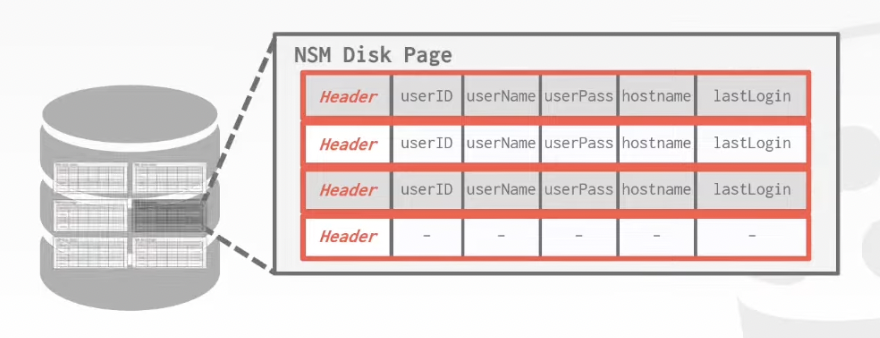 NSM Disk Page
Header userID userName userPass hostname lastLogin
Header userID userName userPass hostname lastLogin
Header userID userName userPass hostname lastLogin
Header - - - - -